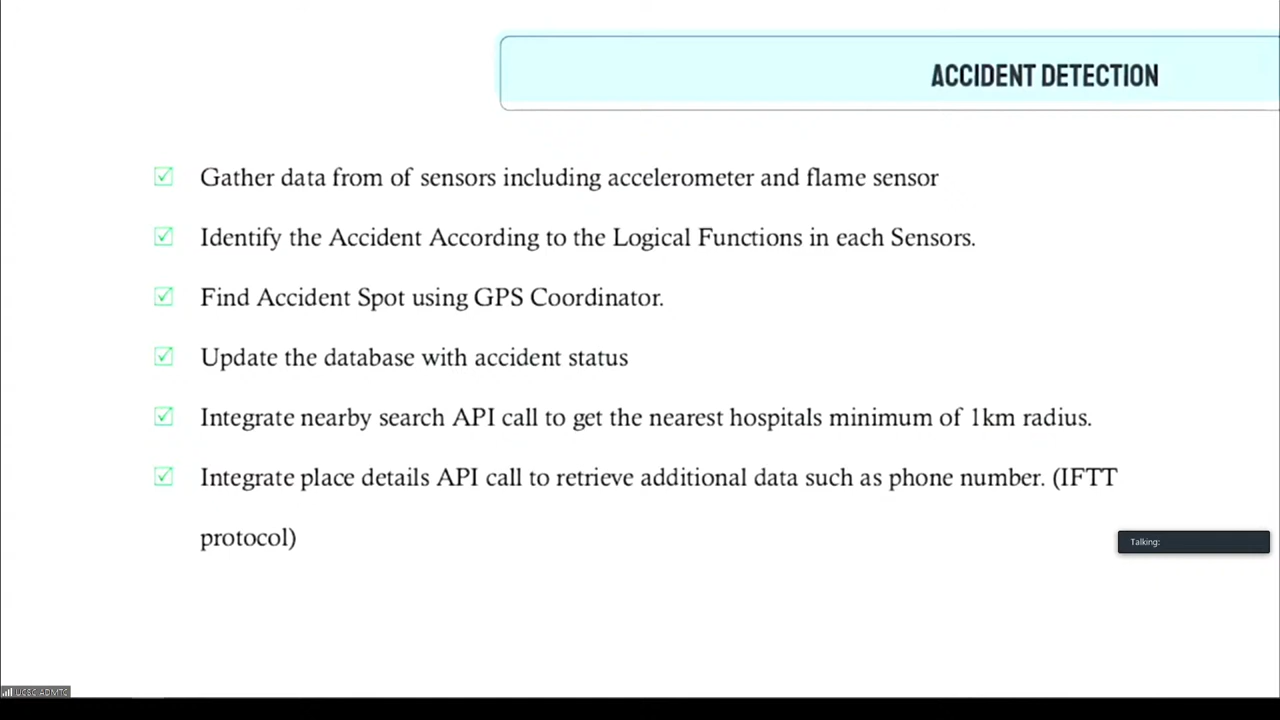 ACCIDENT DETECTION
Gather data from of sensors including accelerometer and flame sensor
Identify the Accident According to the Logical Functions in each Sensors.
Find Accident Spot using GPS Coordinator.
Update the database with accident status
Integrate nearby search API call to get the nearest hospitals minimum of 1km radius.
Integrate place details API call to retrieve additional data such as phone number. (IFTT
protocol)
Talking:
UCSC ADMTC